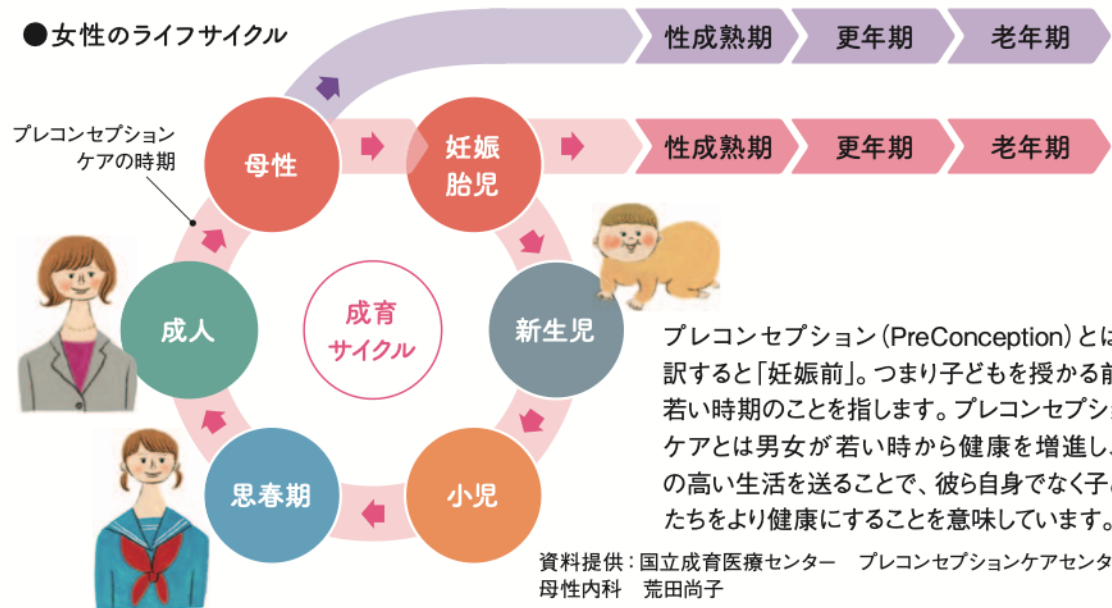 ●女性のライフサイクル
性成熟期
更年期
老年期
プレコンセプション
ケアの時期
母性
妊娠
胎児
性成熟期
更年期
老年期
成人
成育
サイクル
新生児
思春期
小児
プレコンセプション(PreConception)とは
訳すると「妊娠前」。つまり子どもを授かる前
若い時期のことを指します。プレコンセプショ
ケアとは男女が若い時から健康を増進し、
の高い生活を送ることで、彼ら自身でなく子
たちをより健康にすることを意味しています。
資料提供：国立成育医療センター　プレコンセプションケアセンタ
母性内科　荒田尚子